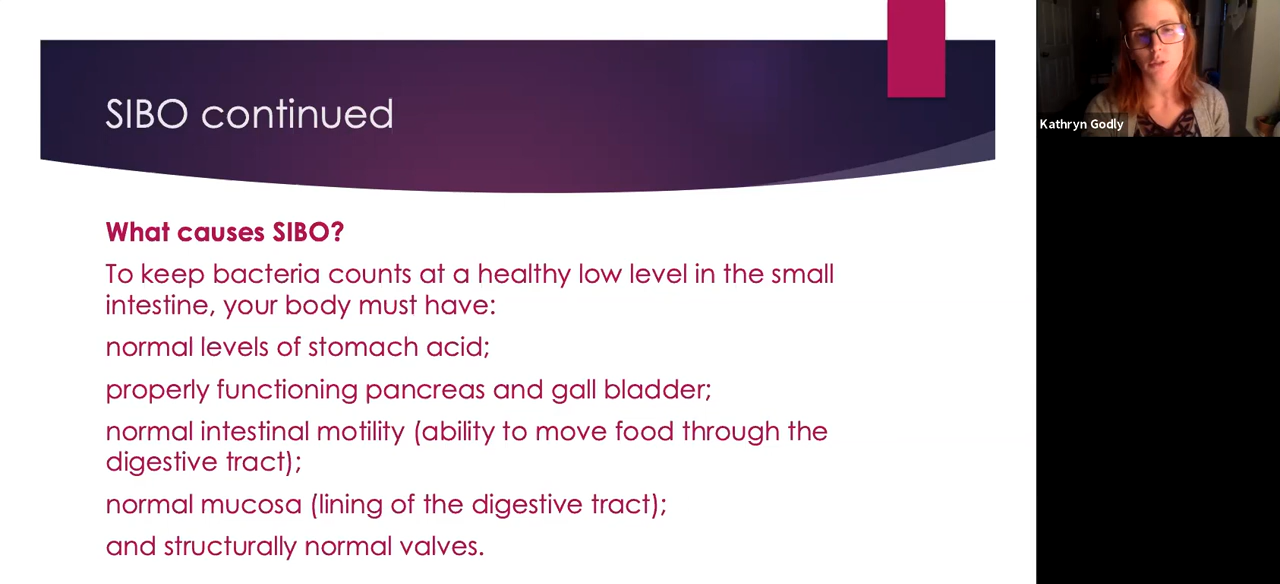 SIBO continued
Kathryn Godly
What causes SIBO?
To keep bacteria counts at a healthy low level in the small
intestine, your body must have:
normal levels of stomach acid;
properly functioning pancreas and gall bladder;
normal intestinal motility (ability to move food through the
digestive tract);
normal mucosa (lining of the digestive tract);
and structurally normal valves.